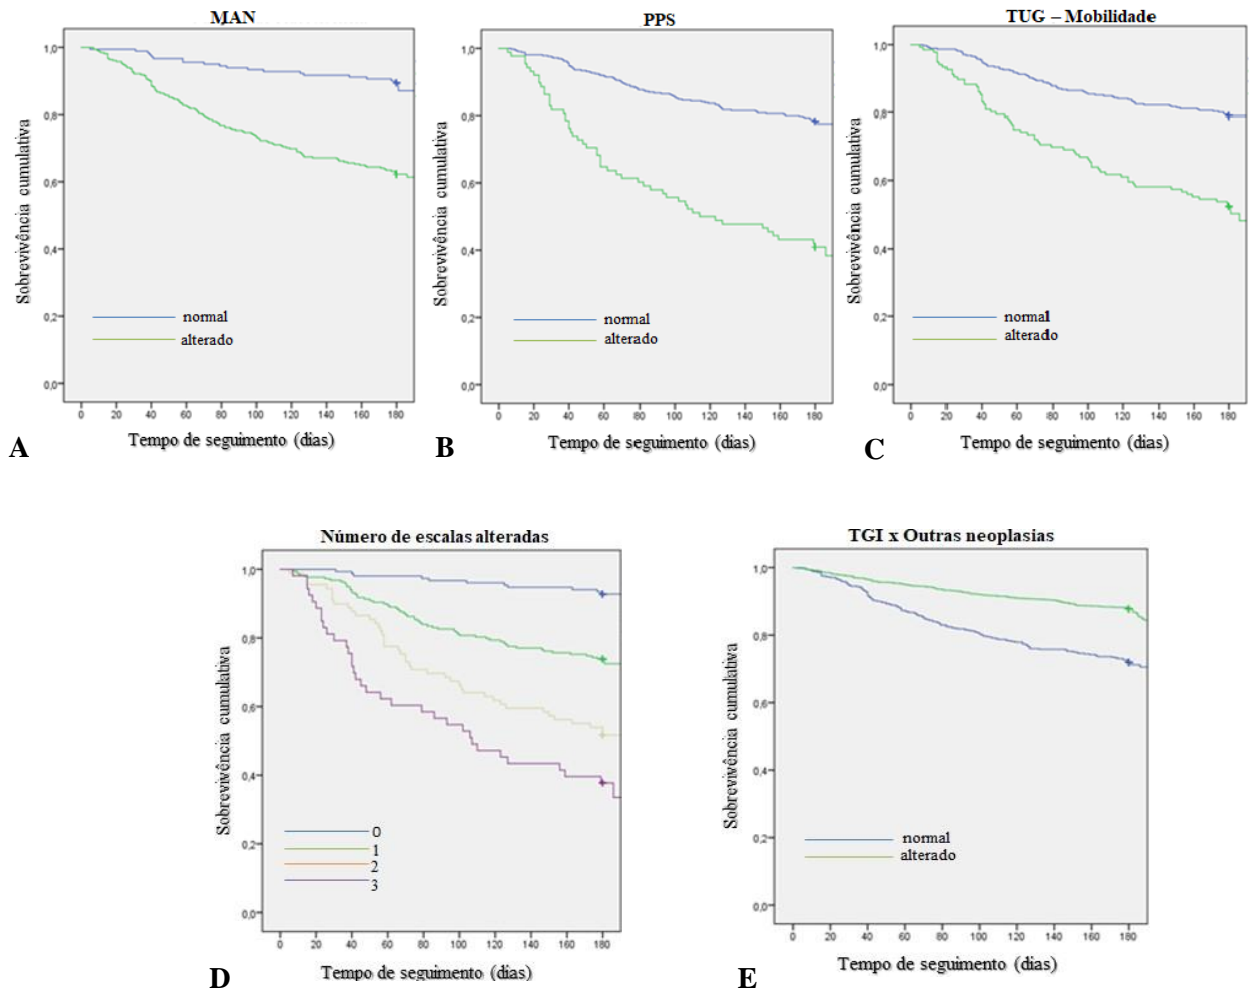 MAN
1,0
0,8
0,6
0,4
0,2
0,0
Sobrevivência cumulativa
normal
alterado
0 20 40 60 80 100 120 140 160 180
Tempo de seguimento (dias)
A
PPS
1,0
0,8
0,6
0,4
0,2
0,0
Sobrevivência cumulativa
normal
alterado
0 20 40 60 80 100 120 140 160 180
Tempo de seguimento (dias)
B
TUG – Mobilidade
1,0
0,8
0,6
0,4
0,2
0,0
Sobrevivência cumulativa
normal
alterado
0 20 40 60 80 100 120 140 160 180
Tempo de seguimento (dias)
C
Número de escalas alteradas
1,0
0,8
0,6
0,4
0,2
0,0
Sobrevivência cumulativa
0
1
2
3
0 20 40 60 80 100 120 140 160 180
Tempo de seguimento (dias)
D
TGI x Outras neoplasias
1,0
0,8
0,6
0,4
0,2
0,0
Sobrevivência cumulativa
normal
alterado
0 20 40 60 80 100 120 140 160 180
Tempo de seguimento (dias)
E